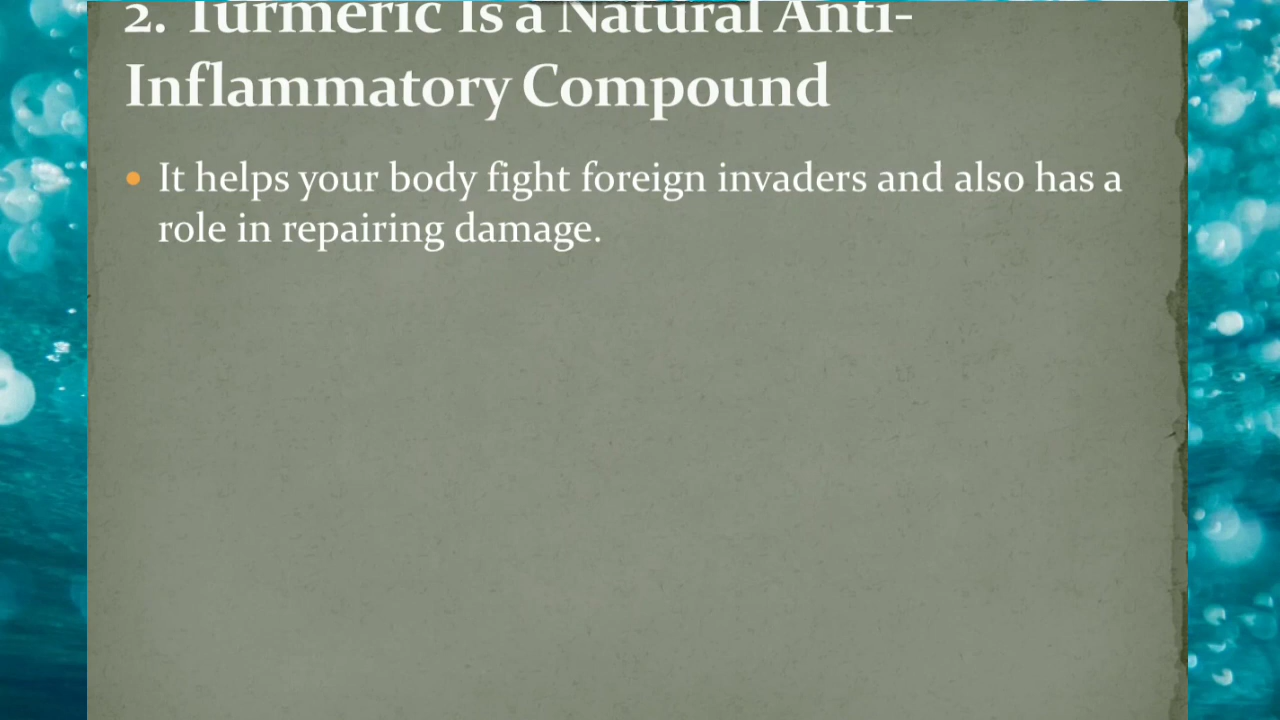 2. Turmeric Is a Natural Anti-
Inflammatory Compound
• It helps your body fight foreign invaders and also has a
role in repairing damage.